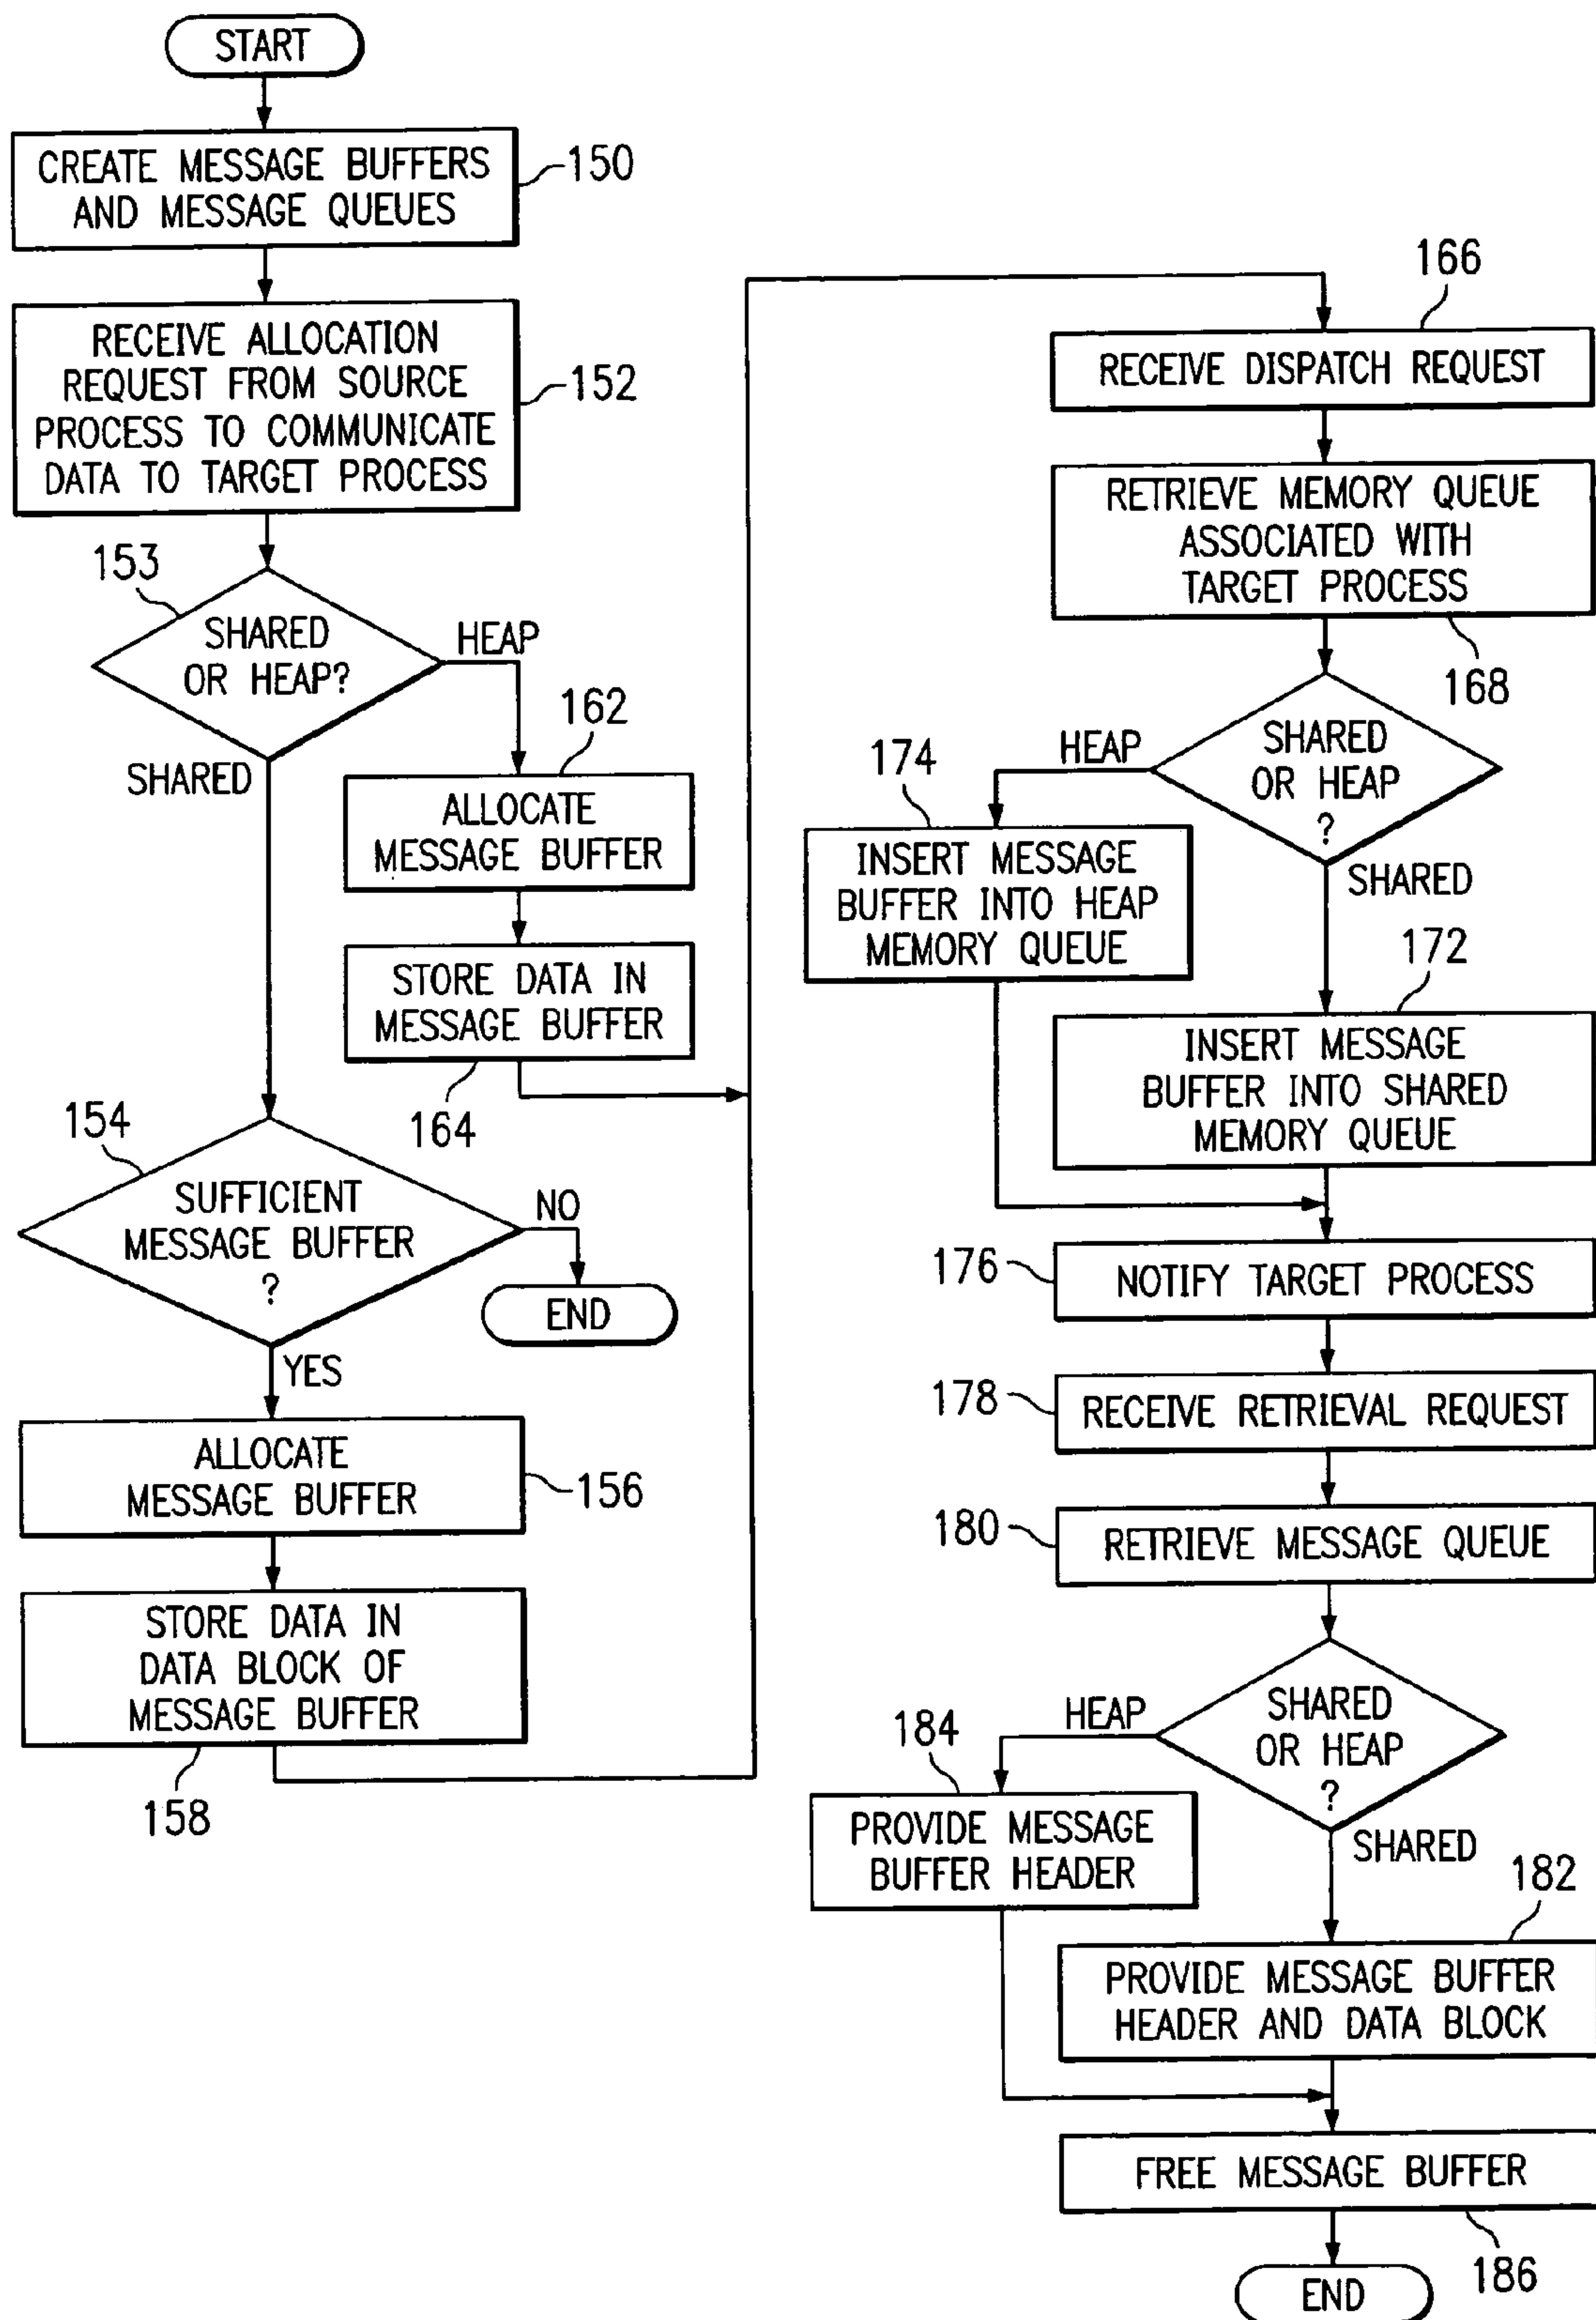 START
CREATE MESSAGE BUFFERS
AND MESSAGE QUEUES
150
RECEIVE ALLOCATION
REQUEST FROM SOURCE
PROCESS TO COMMUNICATE
DATA TO TARGET PROCESS
152
153
SHARED
OR HEAP?
HEAP
SHARED
162
ALLOCATE
MESSAGE BUFFER
STORE DATA IN
MESSAGE BUFFER
164
154
SUFFICIENT
MESSAGE BUFFER
?
NO
END
YES
ALLOCATE
MESSAGE BUFFER
156
STORE DATA IN
DATA BLOCK OF
MESSAGE BUFFER
158
166
RECEIVE DISPATCH REQUEST
RETRIEVE MEMORY QUEUE
ASSOCIATED WITH
TARGET PROCESS
168
SHARED
OR HEAP
?
HEAP
SHARED
174
INSERT MESSAGE
BUFFER INTO HEAP
MEMORY QUEUE
172
INSERT MESSAGE
BUFFER INTO SHARED
MEMORY QUEUE
176
NOTIFY TARGET PROCESS
178
RECEIVE RETRIEVAL REQUEST
180
RETRIEVE MESSAGE QUEUE
SHARED
OR HEAP
?
HEAP
SHARED
184
PROVIDE MESSAGE
BUFFER HEADER
182
PROVIDE MESSAGE BUFFER
HEADER AND DATA BLOCK
FREE MESSAGE BUFFER
186
END